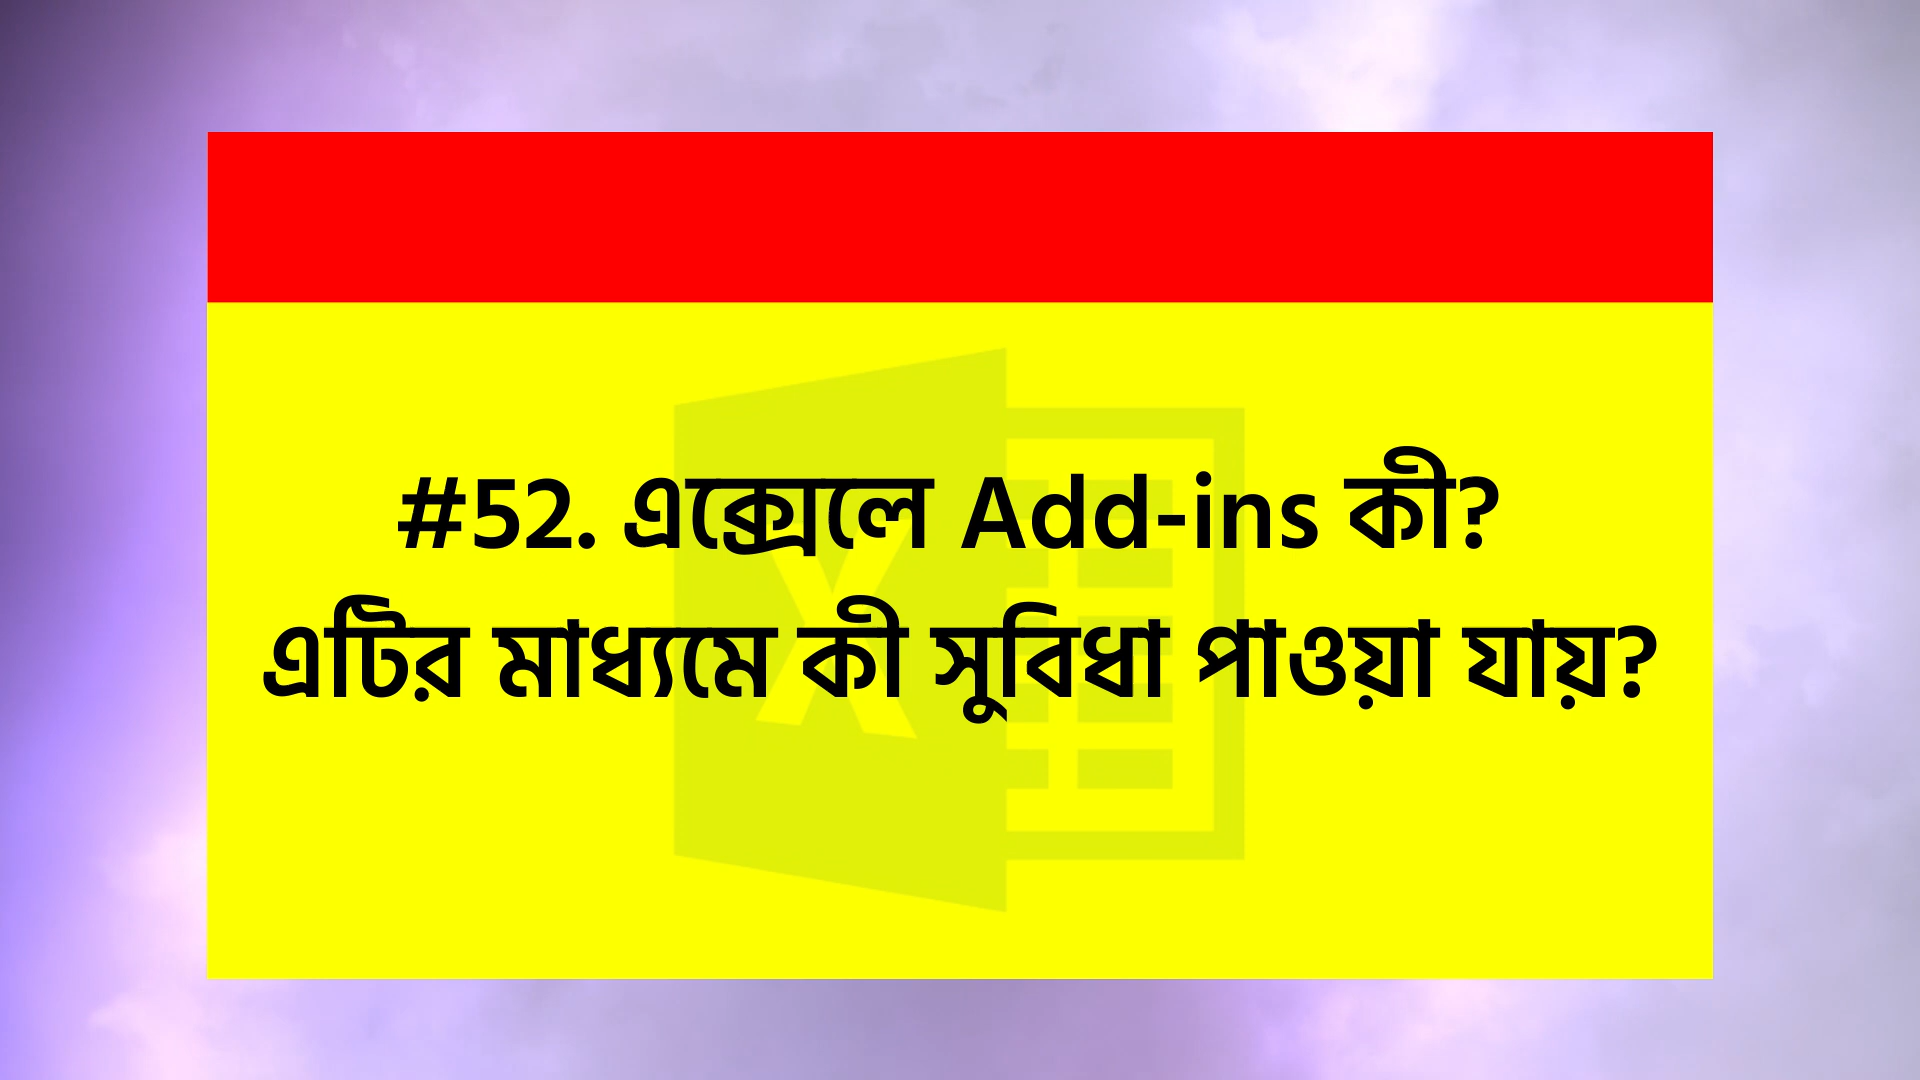 #52. এক্সেলে Add-ins কী?
এটির মাধ্যমে কী সুবিধা পাওয়া যায়?